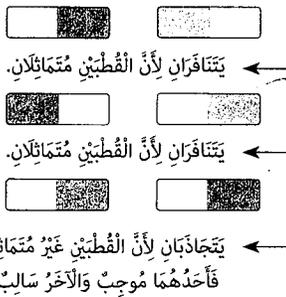 يَتَنَافَرَانِ لِأَنَّ الْقُطْبَيْنِ مُتَمَاثِلَانِ.
يَتَنَافَرَانِ لِأَنَّ الْقُطْبَيْنِ مُتَمَاثِلَانِ.
يَتَجَاذَبَانِ لِأَنَّ الْقُطْبَيْنِ غَيْرُ
فَأَحَدُهُمَا مُوجِبٌ وَالْآخَرُ سَالِبٌ